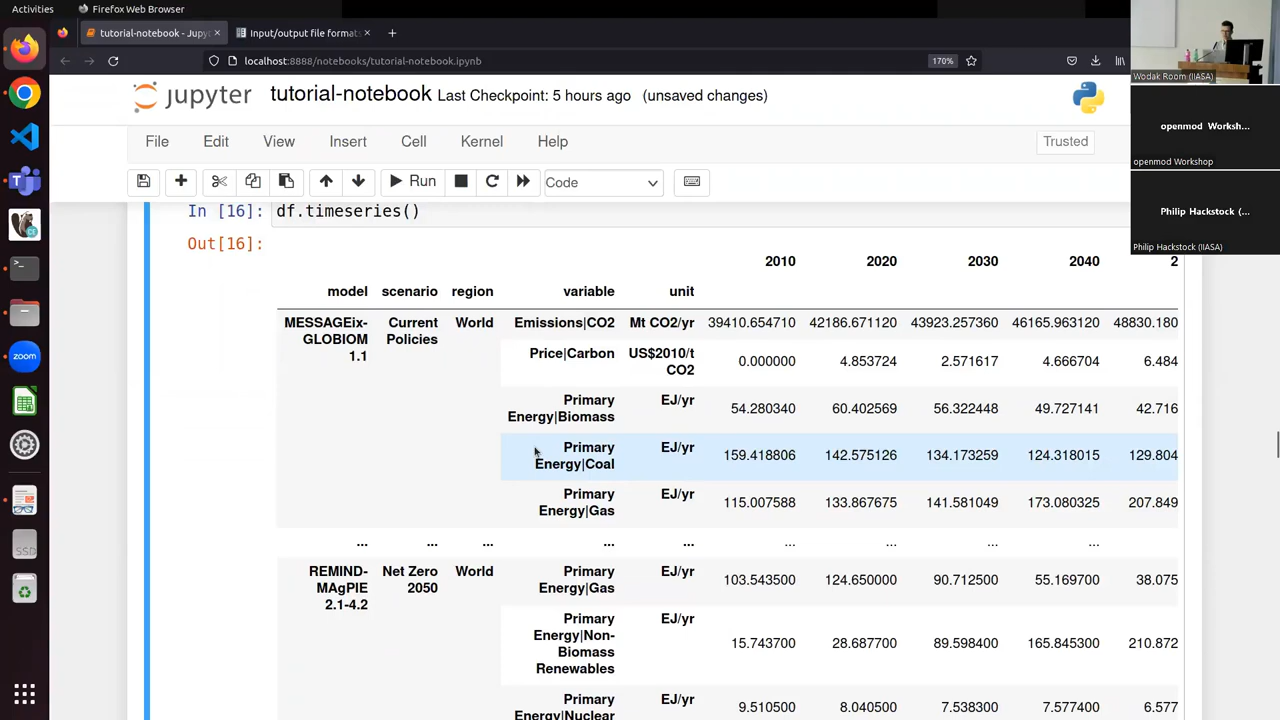 Activities
Firefox Web Browser
tutorial-notebook - Jupyt
Input/output file formats
localhost:8888/notebooks/tutorial-notebook.ipynb
170%
jupyter tutorial-notebook Last Checkpoint: 5 hours ago (unsaved changes)
File Edit View Insert Cell Kernel Help
Trusted
Run
Code
In [16]: df.timeseries()
Out[16]:
2010 2020 2030 2040 2
model scenario region variable unit
MESSAGEix- Current World Emissions|CO2 Mt CO2/yr 39410.654710 42186.671120 43923.257360 46165.963120 48830.180
GLOBIOM Policies
1.1
Price|Carbon US$2010/t 0.000000 4.853724 2.571617 4.666704 6.484
CO2
Primary EJ/yr 54.280340 60.402569 56.322448 49.727141 42.716
Energy|Biomass
Primary EJ/yr 159.418806 142.575126 134.173259 124.318015 129.804
Energy|Coal
Primary EJ/yr 115.007588 133.867675 141.581049 173.080325 207.849
Energy|Gas
... ... ... ... ... ... ... ... ...
REMIND- Net Zero World Primary EJ/yr 103.543500 124.650000 90.712500 55.169700 38.075
MAgPIE 2050 Energy|Gas
2.1-4.2
Primary EJ/yr 15.743700 28.687700 89.598400 165.845300 210.872
Energy|Non-
Biomass
Renewables
Primary EJ/yr 9.510500 8.040500 7.538300 7.577400 6.577
Energy|Nuclear
Wodak Room (IIASA)
openmod Worksh...
openmod Workshop
Philip Hackstock (...
Philip Hackstock (IIASA)
zoom
SSD